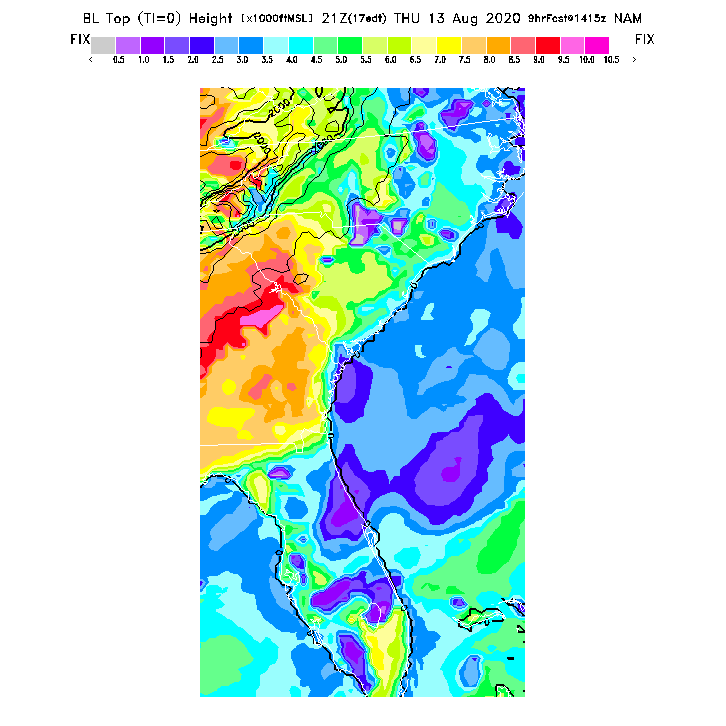 BL Top (TI=0) Height [x1000ftMSL] 21Z(17edt) THU 13 Aug 2020 9hrFcst@1415z NAM
FIX FIX
< 0.5 1.0 1.5 2.0 2.5 3.0 3.5 4.0 4.5 5.0 5.5 6.0 6.5 7.0 7.5 8.0 8.5 9.0 9.5 10.0 10.5 >
2000
2000